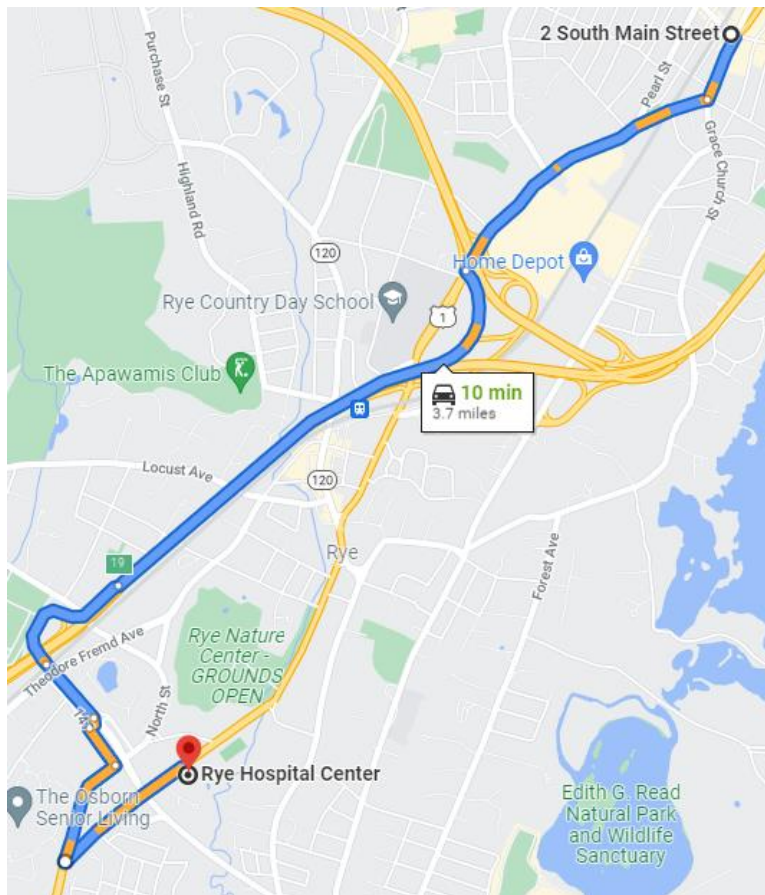 2 South Main Street
Purchase St
Pearl St
Grace Church St
Highland Rd
120
Home Depot
Rye Country Day School
1
The Apawamis Club
10 min
3.7 miles
Locust Ave
120
19
Rye
Forest Ave
Theodore Fremd Ave
Rye Nature
Center -
GROUNDS
OPEN
North St
Rye Hospital Center
The Osborn
Senior Living
Edith G. Read
Natural Park
and Wildlife
Sanctuary